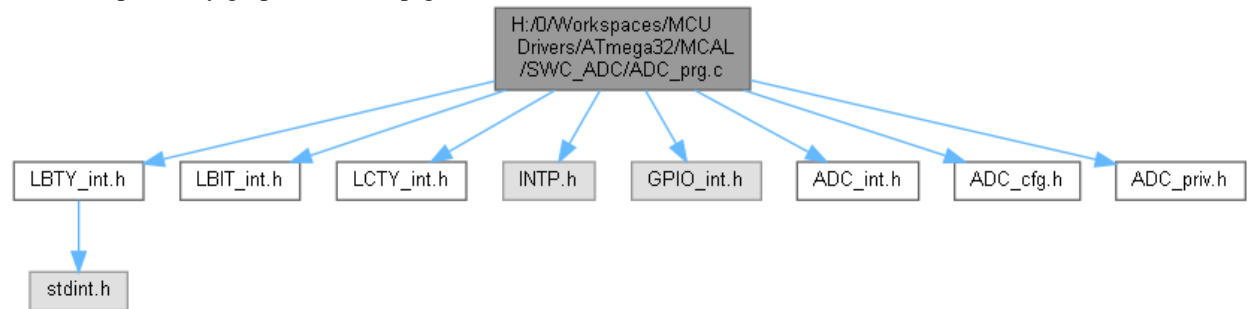 H:/0/Workspaces/MCU
Drivers/ATmega32/MCAL
/SWC_ADC/ADC_prg.c
LBTY_int.h
LBIT_int.h
LCTY_int.h
INTP.h
GPIO_int.h
ADC_int.h
ADC_cfg.h
ADC_priv.h
stdint.h